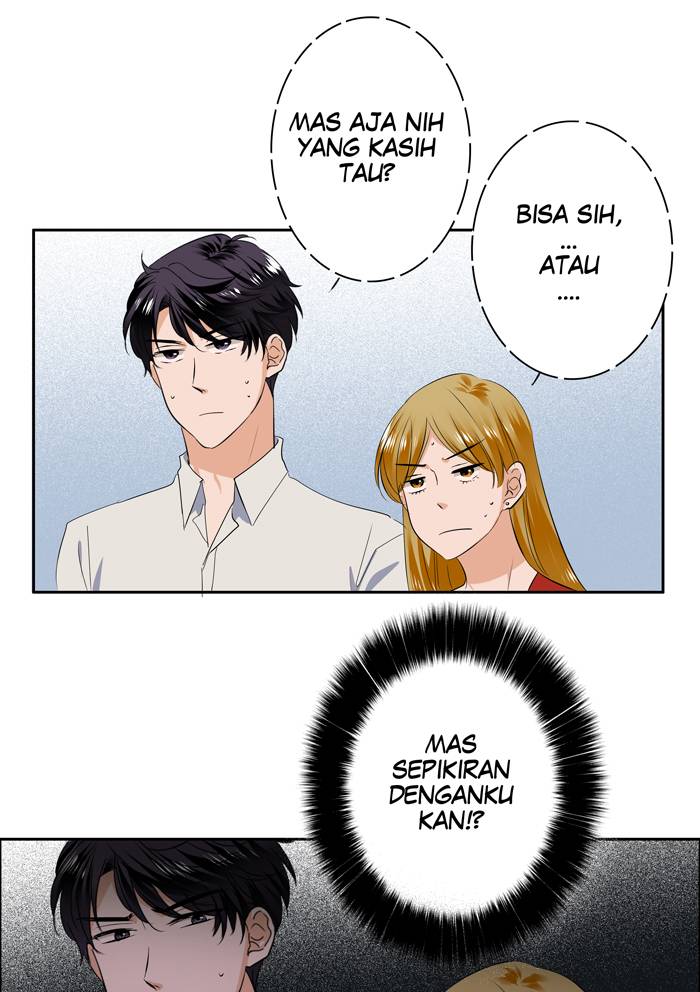 MAS AJA NIH
YANG KASIH
TAU?
BISA SIH,
...
ATAU
....
MAS
SEPIKIRAN
DENGANKU
KAN!?